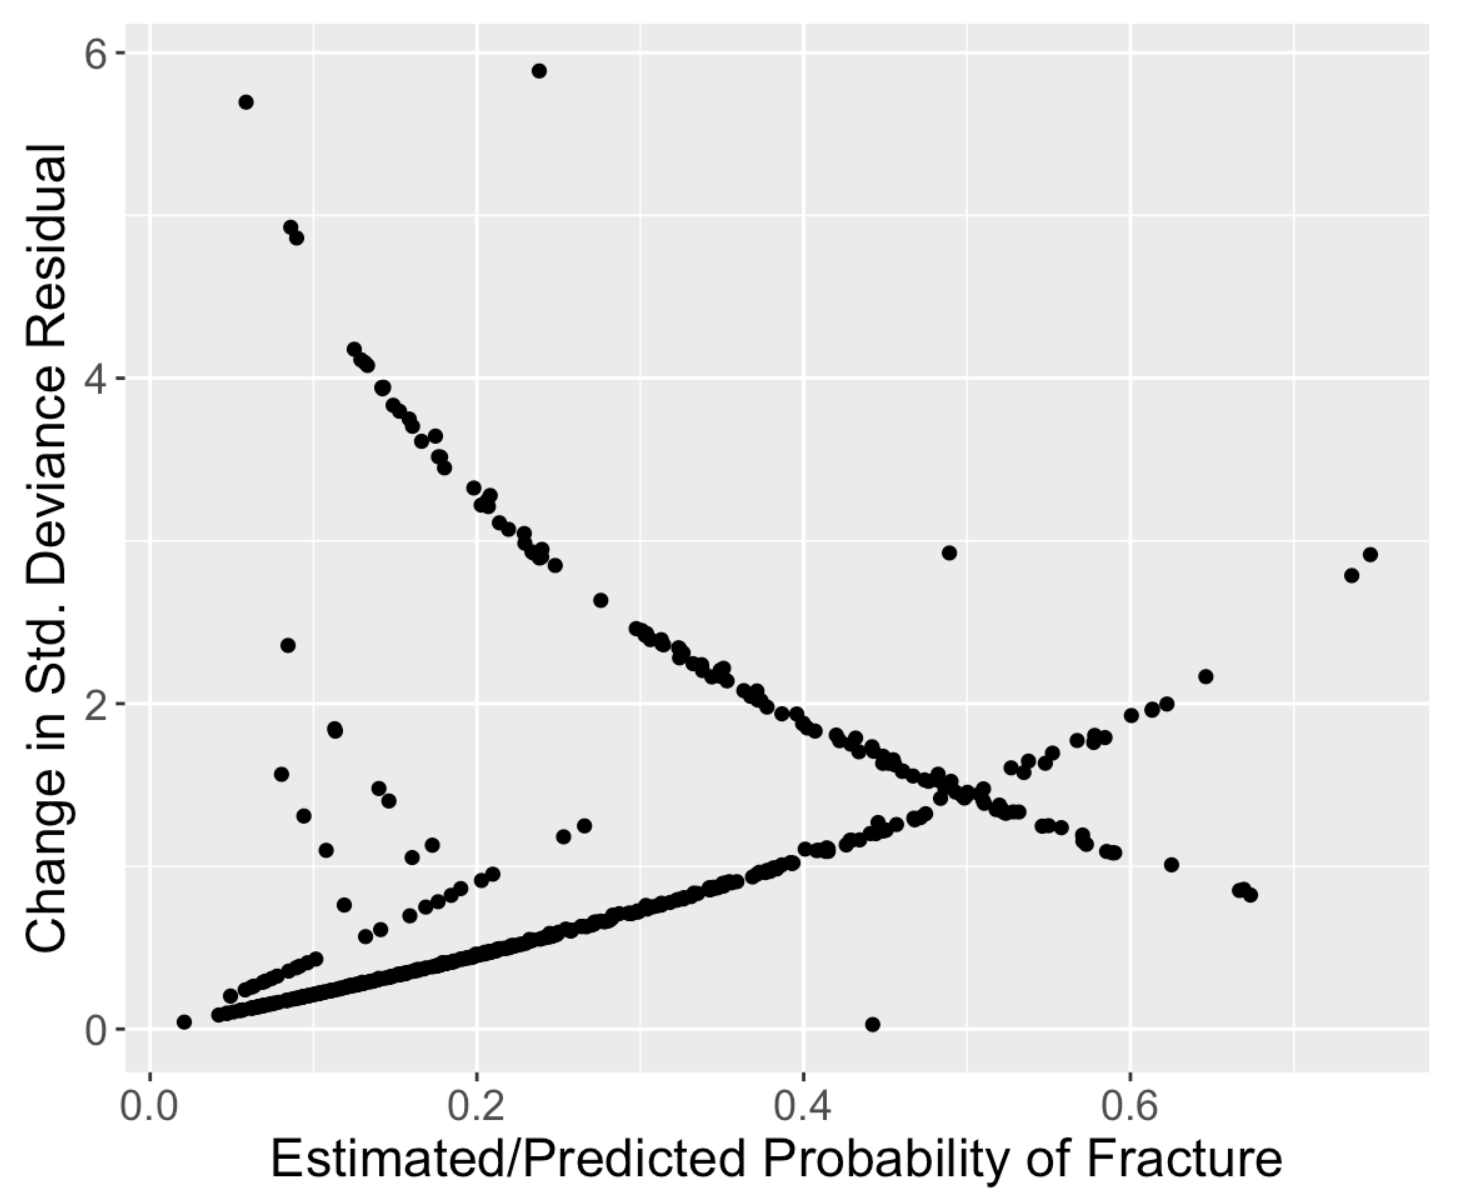 6
4
2
0
Change in Std. Deviance Residual
0.0 0.2 0.4 0.6
Estimated/Predicted Probability of Fracture